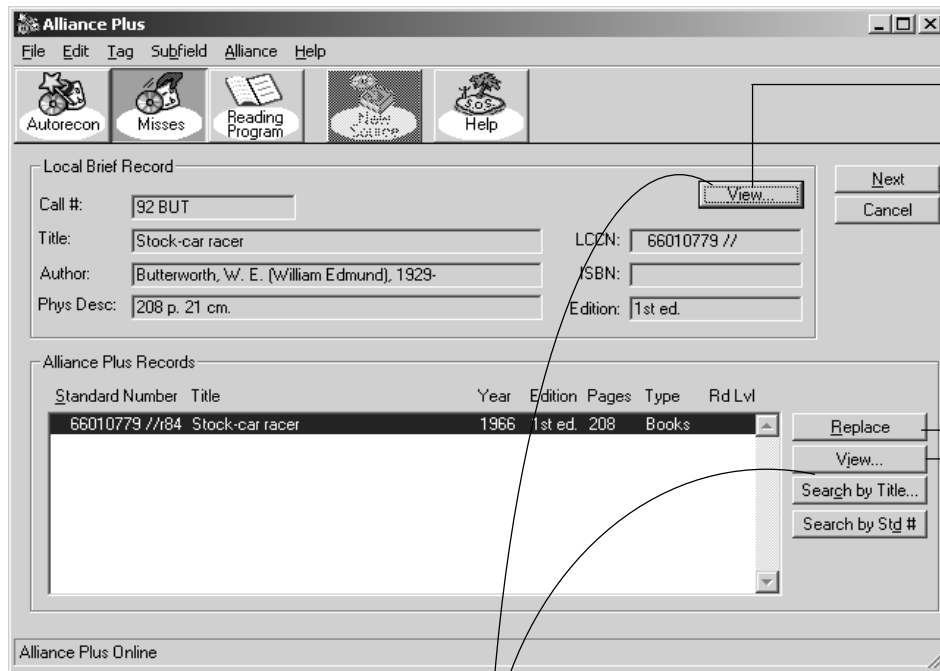 Alliance Plus
File Edit Tag Subfield Alliance Help
Autorecon Misses Reading Program New Source Help
S.O.S.
Local Brief Record
View...
Next
Call #: 92 BUT
Cancel
Title: Stock-car racer LCCN: 66010779 //
Author: Butterworth, W. E. (William Edmund), 1929- ISBN:
Phys Desc: 208 p. 21 cm. Edition: 1st ed.
Alliance Plus Records
Standard Number Title Year Edition Pages Type Rd Lvl
66010779 //r84 Stock-car racer 1966 1st ed. 208 Books
Replace
View...
Search by Title...
Search by Std #
Alliance Plus Online